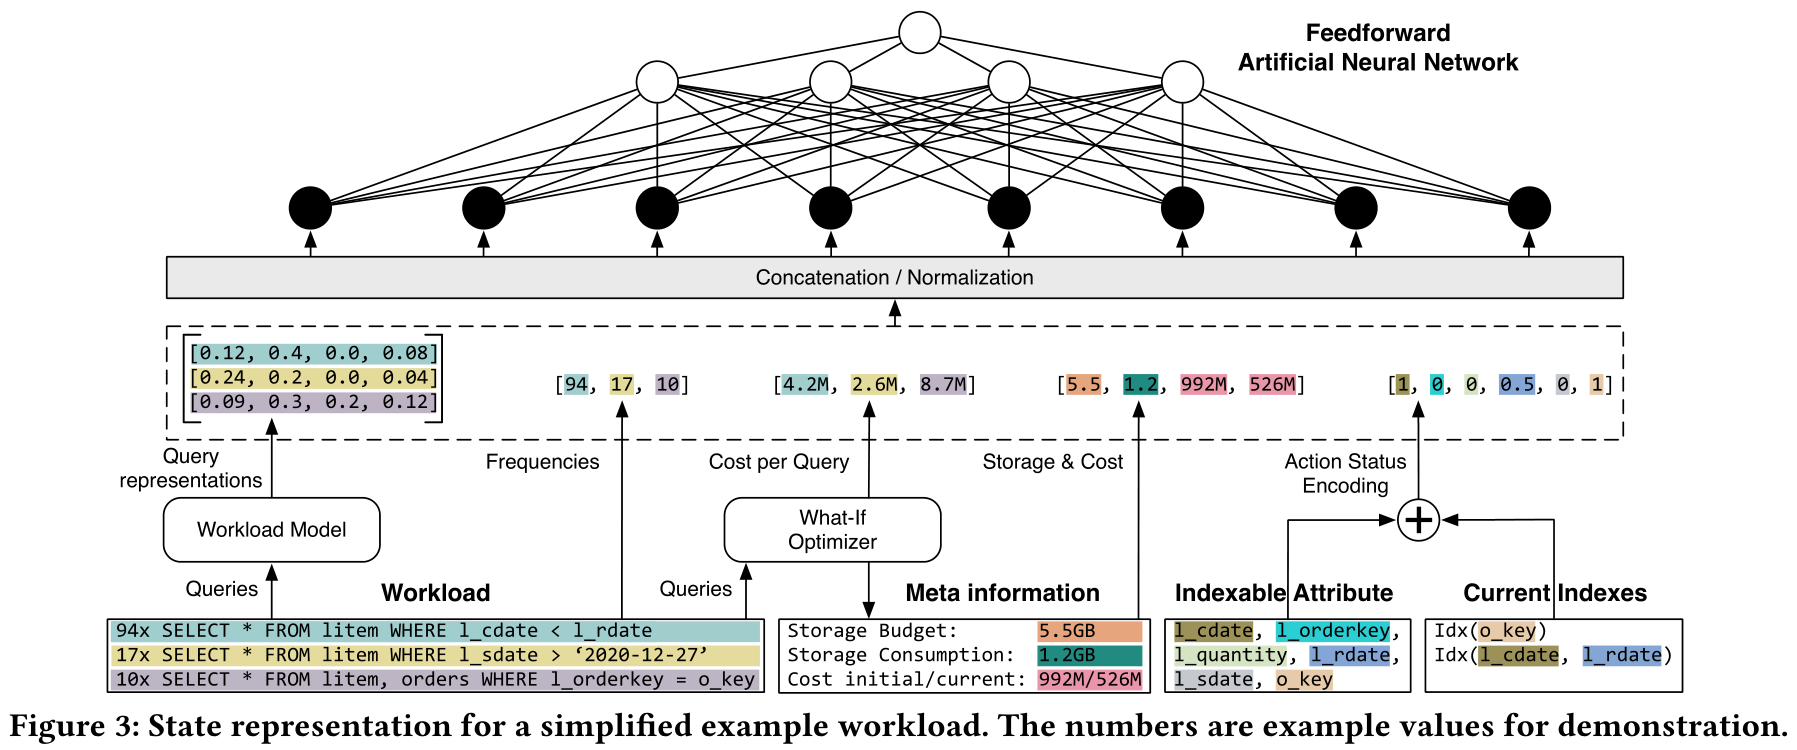 Feedforward
Artificial Neural Network
Concatenation / Normalization
[0.12, 0.4, 0.0, 0.08]
[0.24, 0.2, 0.0, 0.04]
[0.09, 0.3, 0.2, 0.12]
[94, 17, 10]
[4.2M, 2.6M, 8.7M]
[5.5, 1.2, 992M, 526M]
[1, 0, 0, 0.5, 0, 1]
Query
representations
Frequencies
Cost per Query
Storage & Cost
Action Status
Encoding
Workload Model
What-If
Optimizer
+
Queries
Workload
Queries
Meta information
Indexable Attribute
Current Indexes
94x SELECT * FROM litem WHERE l_cdate < l_rdate
17x SELECT * FROM litem WHERE l_sdate > ‘2020-12-27’
10x SELECT * FROM litem, orders WHERE l_orderkey = o_key
Storage Budget: 5.5GB
Storage Consumption: 1.2GB
Cost initial/current: 992M/526M
l_cdate, l_orderkey,
l_quantity, l_rdate,
l_sdate, o_key
Idx(o_key)
Idx(l_cdate, l_rdate)
Figure 3: State representation for a simplified example workload. The numbers are example values for demonstration.